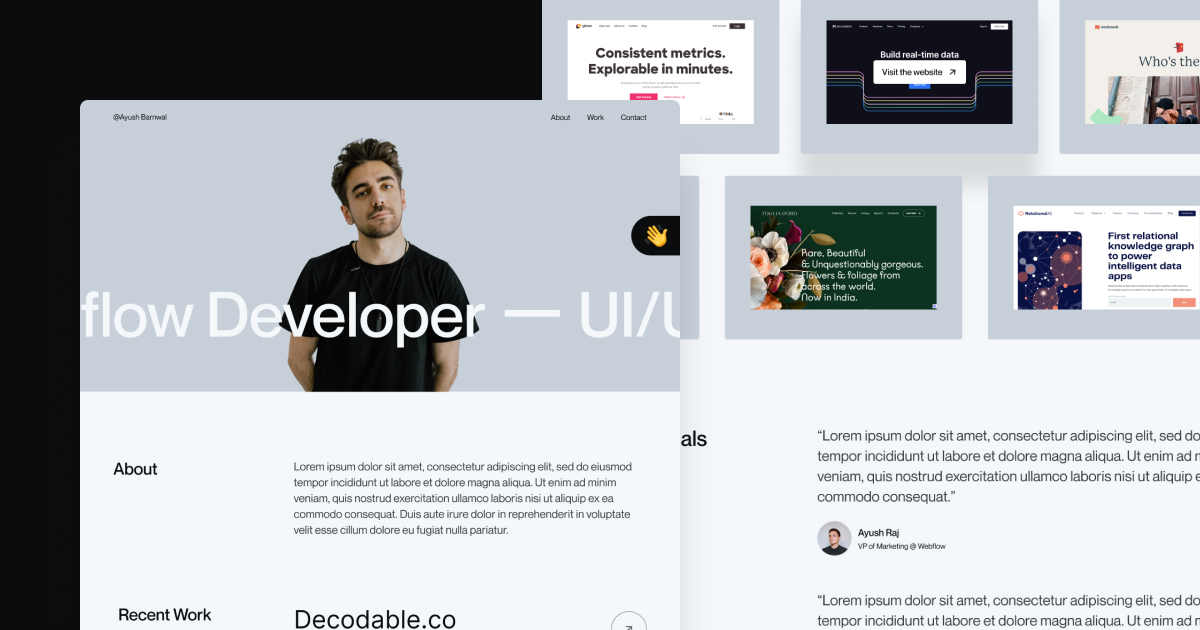 @Ayush Barnwal
About Work Contact
flow Developer — UI/U
About
Lorem ipsum dolor sit amet, consectetur adipiscing elit, sed do eiusmod
tempor incididunt ut labore et dolore magna aliqua. Ut enim ad minim
veniam, quis nostrud exercitation ullamco laboris nisi ut aliquip ex ea
commodo consequat. Duis aute irure dolor in reprehenderit in voluptate
velit esse cillum dolore eu fugiat nulla pariatur.
Recent Work
Decodable.co
Consistent metrics.
Explorable in minutes.
Build real-time data
Visit the website
Who's the
FOGLIA DORO
Rare, Beautiful
& Unquestionably gorgeous.
Flowers & foliage from
across the world.
Now in India.
RelationalAI
First relational
knowledge graph
to power
intelligent data
apps
als
“Lorem ipsum dolor sit amet, consectetur adipiscing elit, sed do
tempor incididunt ut labore et dolore magna aliqua. Ut enim ad m
veniam, quis nostrud exercitation ullamco laboris nisi ut aliquip e
commodo consequat.”
Ayush Raj
VP of Marketing @ Webflow
“Lorem ipsum dolor sit amet, consectetur adipiscing elit, sed do
tempor incididunt ut labore et dolore magna aliqua. Ut enim ad m